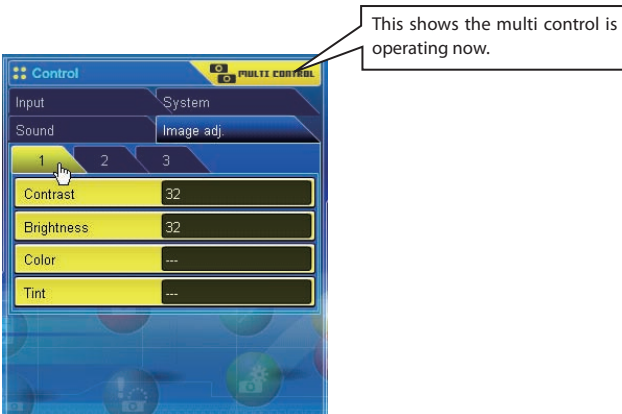 This shows the multi control is
operating now.
Control
MULTI CONTROL
Input System
Sound Image adj.
1 2 3
Contrast 32
Brightness 32
Color ---
Tint ---